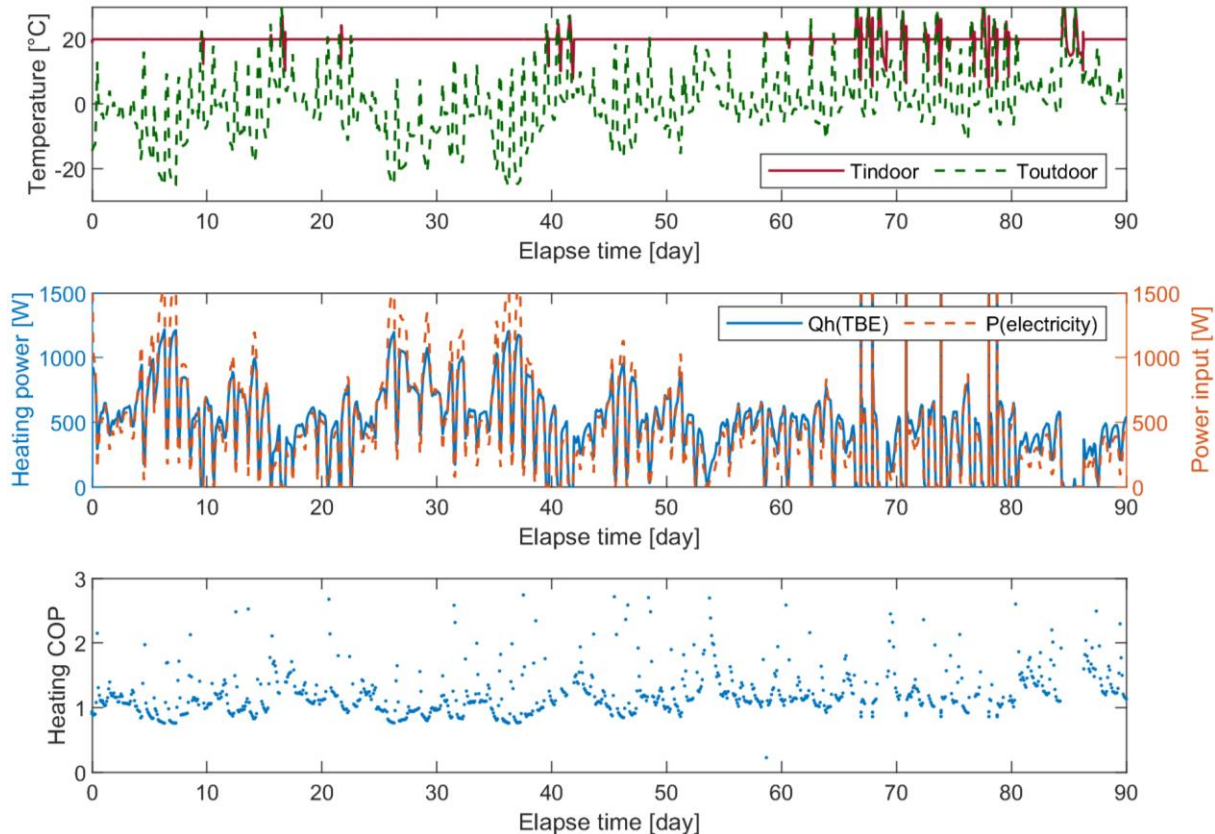 Temperature [°C]
20
0
-20
Tindoor
Toutdoor
0 10 20 30 40 50 60 70 80 90
Elapse time [day]
Heating power [W]
1500
1000
500
0
Qh(TBE)
P(electricity)
1500
1000
500
0
Power input [W]
0 10 20 30 40 50 60 70 80 90
Elapse time [day]
Heating COP
3
2
1
0
0 10 20 30 40 50 60 70 80 90
Elapse time [day]